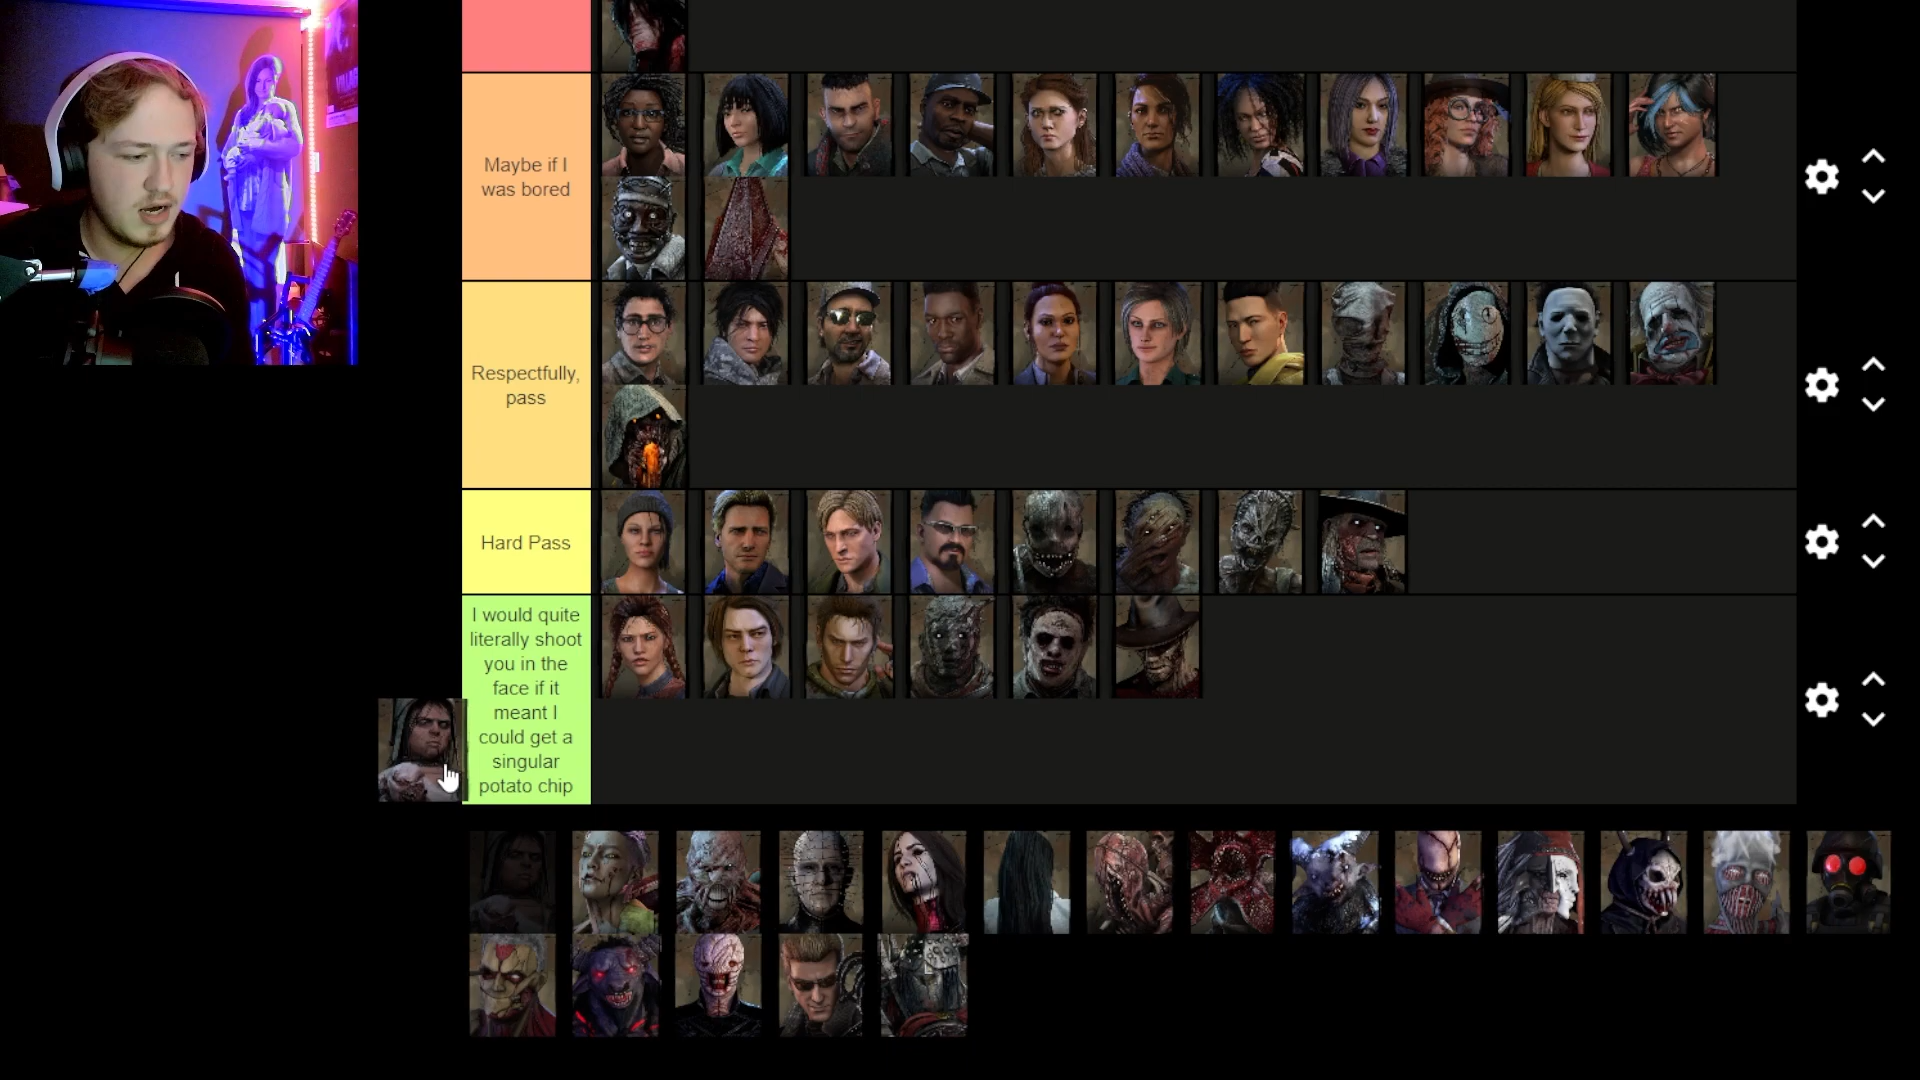 VILLAG
Maybe if I
was bored
Respectfully,
pass
Hard Pass
I would quite
literally shoot
you in the
face if it
meant I
could get a
singular
potato chip